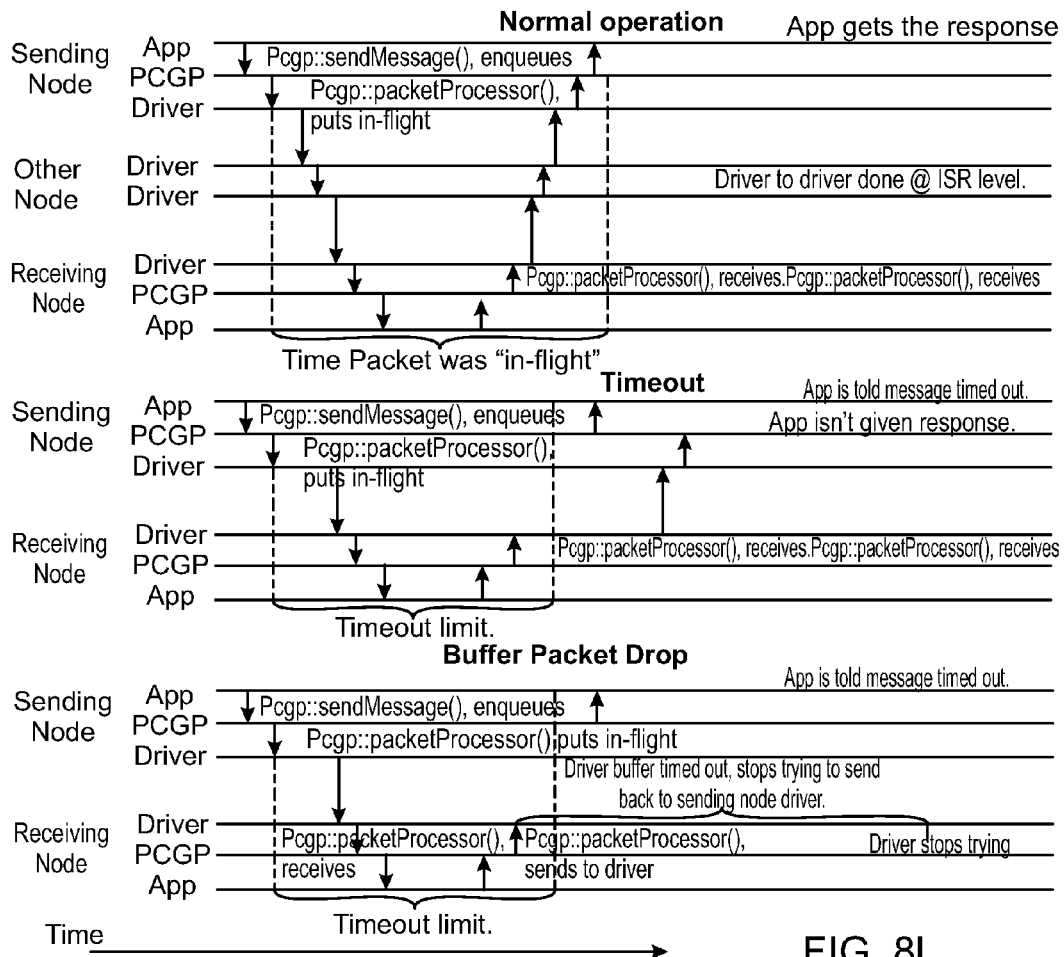 Normal operation
App gets the response
Sending
Node
App
PCGP
Driver
Pcgp::sendMessage(), enqueues
Pcgp::packetProcessor(),
puts in-flight
Other
Node
Driver
Driver
Driver to driver done @ ISR level.
Receiving
Node
Driver
PCGP
App
Pcgp::packetProcessor(), receives.Pcgp::packetProcessor(), receives
Time Packet was “in-flight”
Timeout
App is told message timed out.
Sending
Node
App
PCGP
Driver
Pcgp::sendMessage(), enqueues
App isn't given response.
Pcgp::packetProcessor(),
puts in-flight
Receiving
Node
Driver
PCGP
App
Pcgp::packetProcessor(), receives.Pcgp::packetProcessor(), receives
Timeout limit.
Buffer Packet Drop
App is told message timed out.
Sending
Node
App
PCGP
Driver
Pcgp::sendMessage(), enqueues
Pcgp::packetProcessor(),puts in-flight
Driver buffer timed out, stops trying to send
back to sending node driver.
Receiving
Node
Driver
PCGP
App
Pcgp::packetProcessor(),
receives
Pcgp::packetProcessor(),
sends to driver
Driver stops trying
Timeout limit.
Time